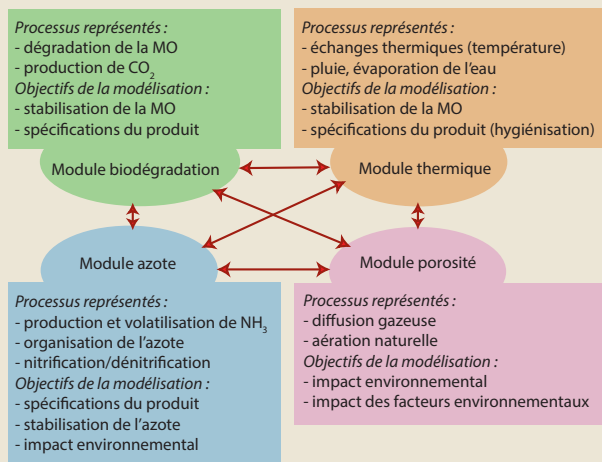 Processus représentés :
- dégradation de la MO
- production de CO₂
Objectifs de la modélisation :
- stabilisation de la MO
- spécifications du produit
Module biodégradation
Processus représentés :
- échanges thermiques (température)
- pluie, évaporation de l'eau
Objectifs de la modélisation :
- stabilisation de la MO
- spécifications du produit (hygiénisation)
Module thermique
Module azote
Processus représentés :
- production et volatilisation de NH₃
- organisation de l'azote
- nitrification/dénitrification
Objectifs de la modélisation :
- spécifications du produit
- stabilisation de l'azote
- impact environnemental
Module porosité
Processus représentés :
- diffusion gazeuse
- aération naturelle
Objectifs de la modélisation :
- impact environnemental
- impact des facteurs environnementaux